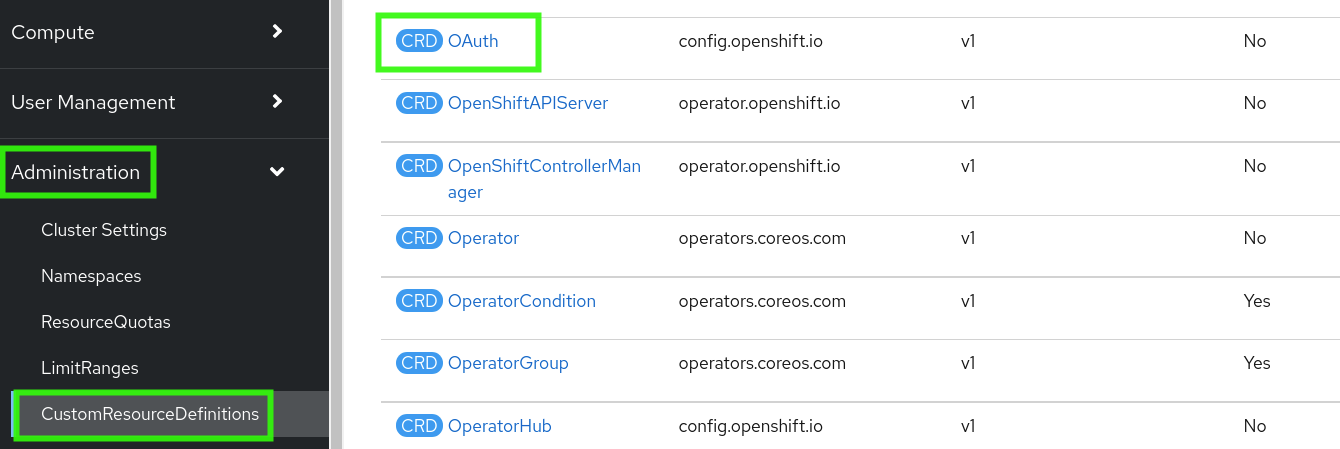 Compute
User Management
Administration
Cluster Settings
Namespaces
ResourceQuotas
LimitRanges
CustomResourceDefinitions
CRD OAuth config.openshift.io v1 No
CRD OpenShiftAPIServer operator.openshift.io v1 No
CRD OpenShiftControllerMan operator.openshift.io v1 No
ager
CRD Operator operators.coreos.com v1 No
CRD OperatorCondition operators.coreos.com v1 Yes
CRD OperatorGroup operators.coreos.com v1 Yes
CRD OperatorHub config.openshift.io v1 No